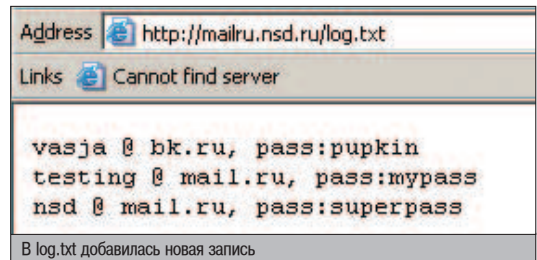 Address http://mailru.nsd.ru/log.txt
Links Cannot find server
vasja @ bk.ru, pass:pupkin
testing @ mail.ru, pass:mypass
nsd @ mail.ru, pass:superpass
В log.txt добавилась новая запись